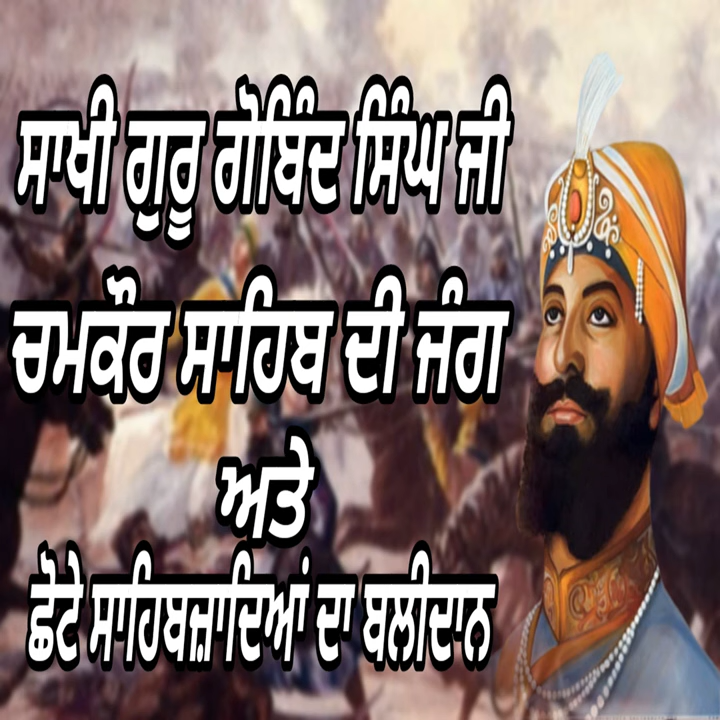 ਸਾਖੀ ਗੁਰੂ ਗੋਬਿੰਦ ਸਿੰਘ ਜੀ
ਚਮਕੌਰ ਸਾਹਿਬ ਦੀ ਜੰਗ
ਅਤੇ
ਛੋਟੇ ਸਾਹਿਬਜ਼ਾਦਿਆਂ ਦਾ ਬਲੀਦਾਨ